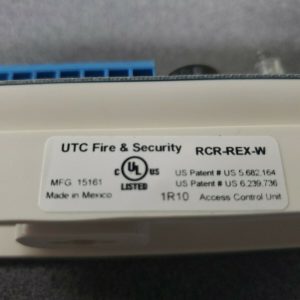 UTC Fire & Security RCR-REX-W
C UL US
LISTED
MFG 15161
Made in Mexico
US Patent # US 5.682.164
US Patent # US 6.239.736
1R10 Access Control Unit